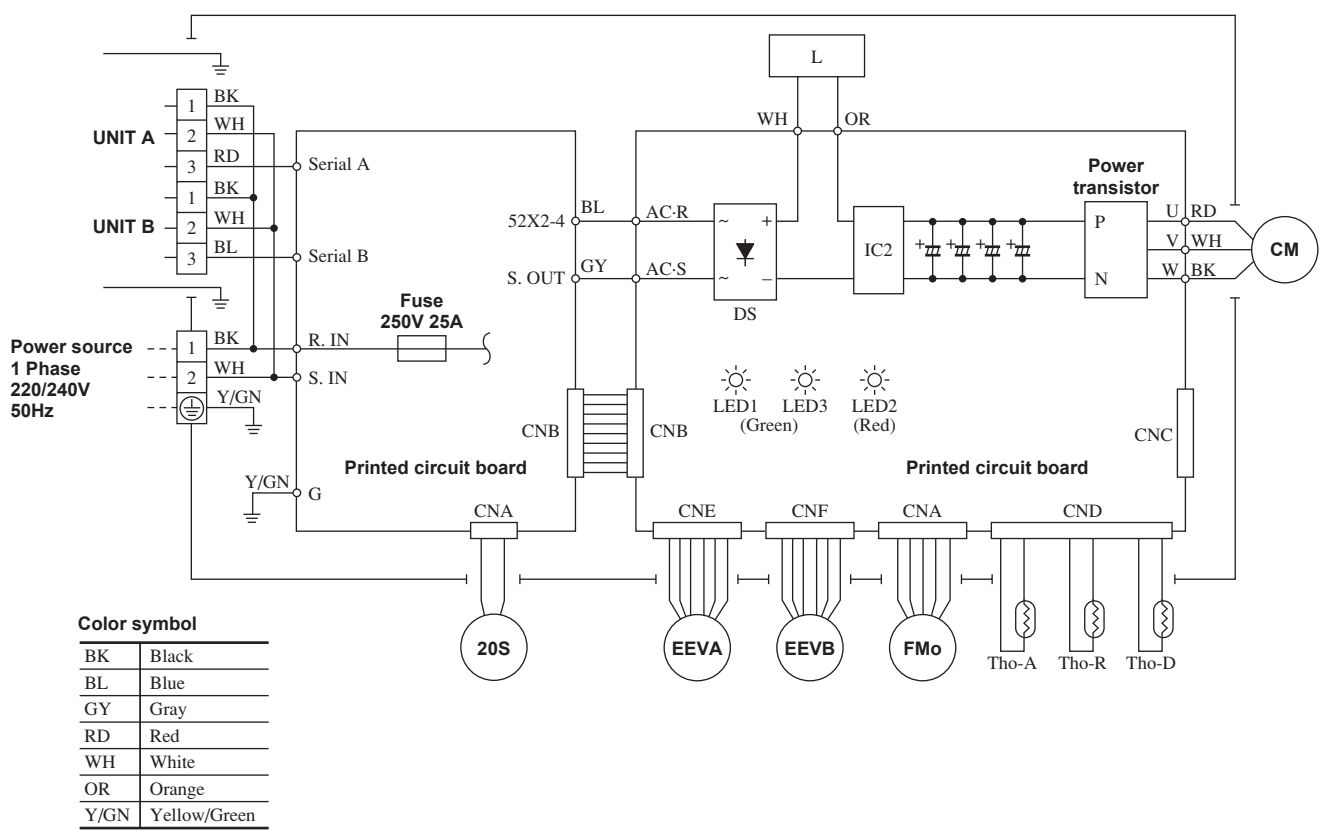 L
WH
OR
UNIT A
1
BK
2
WH
3
RD
Serial A
UNIT B
1
BK
2
WH
3
BL
Serial B
52X2-4
BL
AC·R
S. OUT
GY
AC·S
~
+
~
–
DS
IC2
+
+
+
+
Power
transistor
P
N
U
RD
V
WH
W
BK
CM
Fuse
250V 25A
Power source
1 Phase
220/240V
50Hz
1
BK
R. IN
2
WH
S. IN
Y/GN
LED1
LED3
(Green)
LED2
(Red)
CNB
CNB
CNC
Printed circuit board
Printed circuit board
Y/GN
G
CNA
CNE
CNF
CNA
CND
20S
EEVA
EEVB
FMo
Tho-A
Tho-R
Tho-D
Color symbol
BK Black
BL Blue
GY Gray
RD Red
WH White
OR Orange
Y/GN Yellow/Green